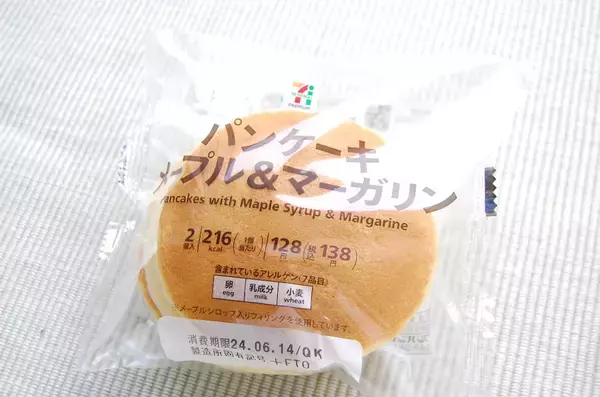 パンケーキ
メープル&マーガリン
Pancakes with Maple Syrup & Margarine
2個入 216kcal (1個当たり) 128円 (税込138円)
含まれているアレルゲン(7品目)
卵 乳成分 小麦
egg milk wheat
※メープルシロップ入りフィリングを使用しています。
消費期限24.06.14/QK
製造所固有記号 +FTO